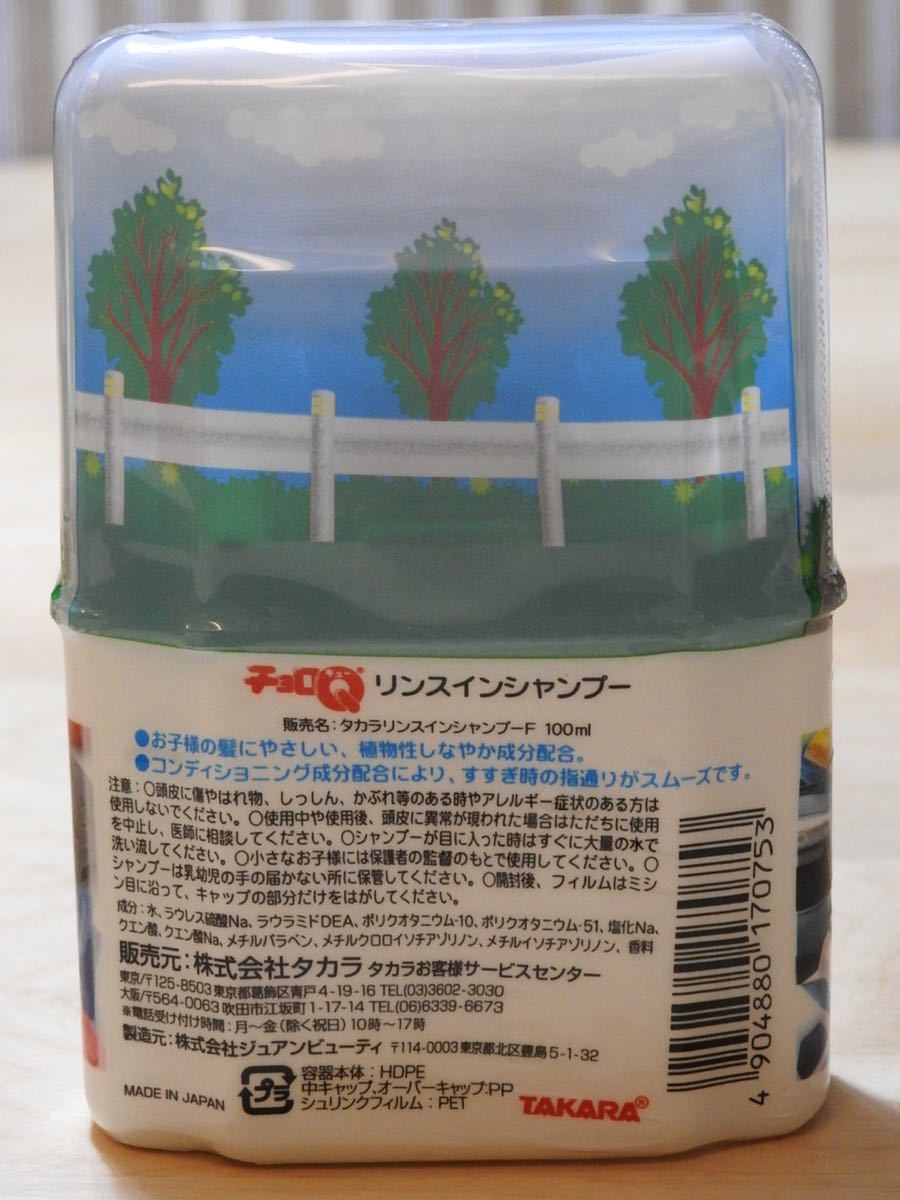 チョロQ キュー リンスインシャンプー
販売名：タカラリンスインシャンプーF 100ml
●お子様の髪にやさしい、植物性しなやか成分配合。
●コンディショニング成分配合により、すすぎ時の指通りがスムーズです。
注意：〇頭皮に傷やはれ物、しっしん、かぶれ等のある時やアレルギー症状のある方は
使用しないでください。〇使用中や使用後、頭皮に異常が現われた場合はただちに使用
を中止し、医師に相談してください。〇シャンプーが目に入った時はすぐに大量の水で
洗い流してください。〇小さなお子様には保護者の監督のもとで使用してください。〇
シャンプーは乳幼児の手の届かない所に保管してください。〇開封後、フィルムはミシ
ン目に沿って、キャップの部分だけをはがしてください。
成分：水、ラウレス硫酸Na、ラウラミドDEA、ポリクオタニウム-10、ポリクオタニウム-51、塩化Na、
クエン酸、クエン酸Na、メチルパラベン、メチルクロロイソチアゾリノン、メチルイソチアゾリノン、香料
販売元：株式会社タカラ タカラお客様サービスセンター
東京/〒125-8503 東京都葛飾区青戸4-19-16 TEL(03)3602-3030
大阪/〒564-0063 吹田市江坂町1-17-14 TEL(06)6339-6673
※電話受け付け時間：月〜金（除く祝日）10時〜17時
製造元：株式会社ジュアンビューティ 〒114-0003 東京都北区豊島5-1-32
MADE IN JAPAN
プラ
容器本体：HDPE
中キャップ、オーバーキャップ：PP
シュリンクフィルム：PET
TAKARA®
4 904880 170753